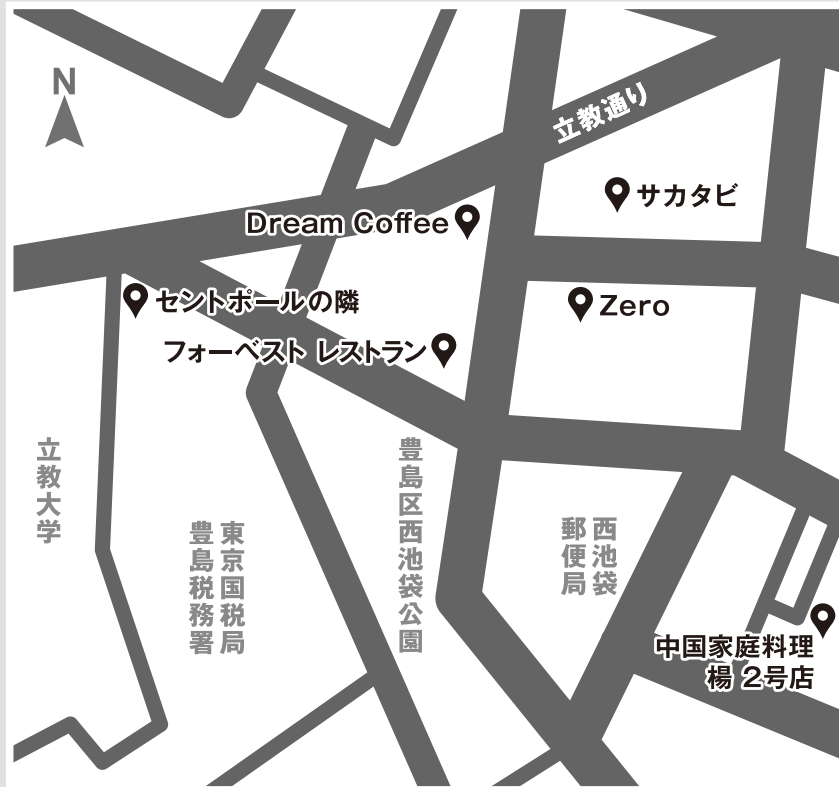 N
立教通り
サカタビ
Dream Coffee
セントポールの隣
Zero
フォーベスト レストラン
立教大学
東京国税局
豊島税務署
豊島区西池袋公園
西池袋
郵便局
中国家庭料理
楊 2号店